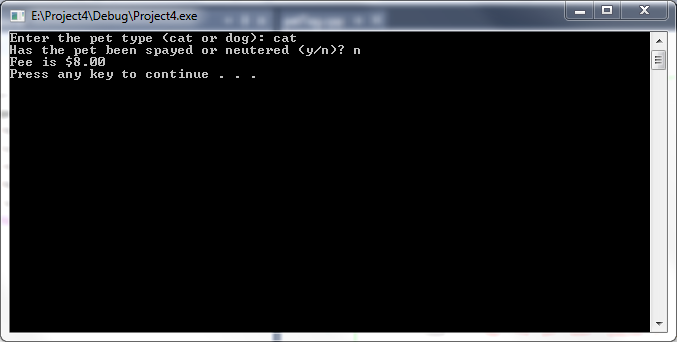 E:\Project4\Debug\Project4.exe
Enter the pet type (cat or dog): cat
Has the pet been spayed or neutered (y/n)? n
Fee is $8.00
Press any key to continue . . .